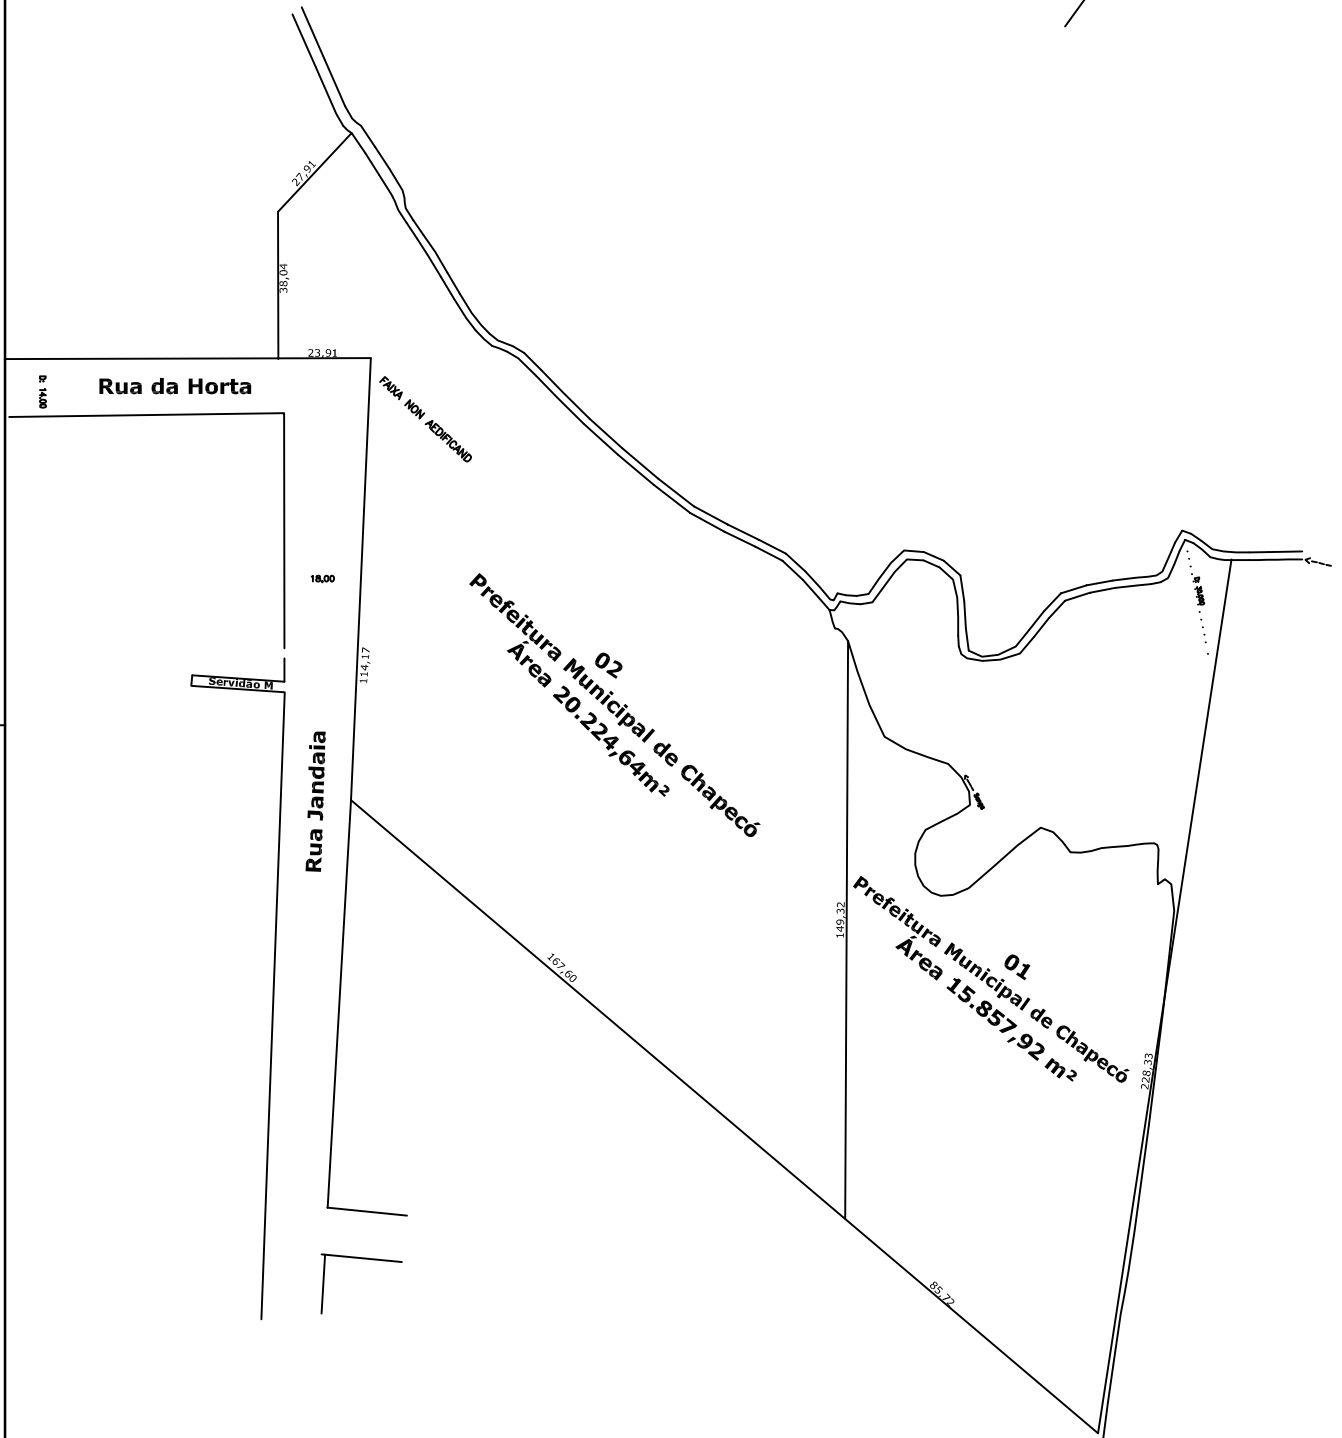 27,91
38,04
23,91
Rua da Horta
D: 14.00
FAIXA NON AEDIFICAND
18.00
114,17
Servidão M
Rua Jandaia
02
Prefeitura Municipal de Chapecó
Área 20.224,64m²
167,60
149,32
01
Prefeitura Municipal de Chapecó
Área 15.857,92 m²
228,33
85,72